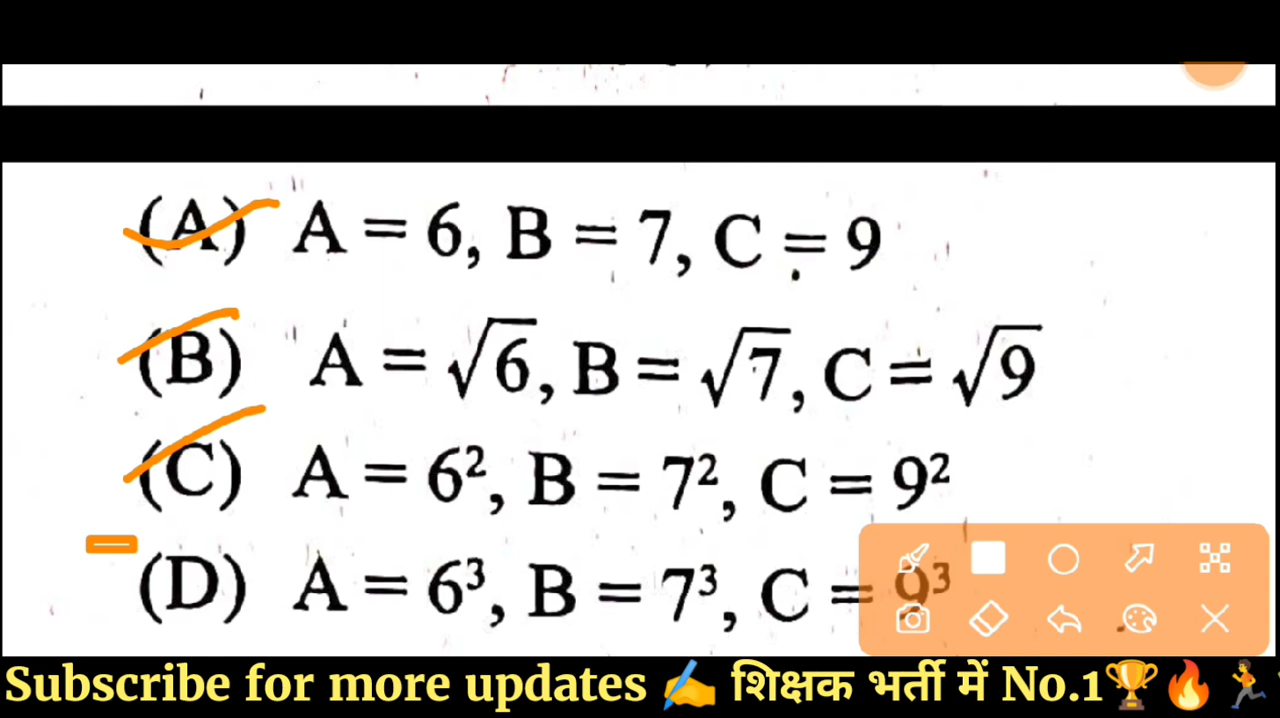 (A) A = 6, B = 7, C = 9
(B) A = √6, B = √7, C = √9
(C) A = 6², B = 7², C = 9²
(D) A = 6³, B = 7³, C = 9³
Subscribe for more updates ✍️ शिक्षक भर्ती में No.1🏆🔥🏃